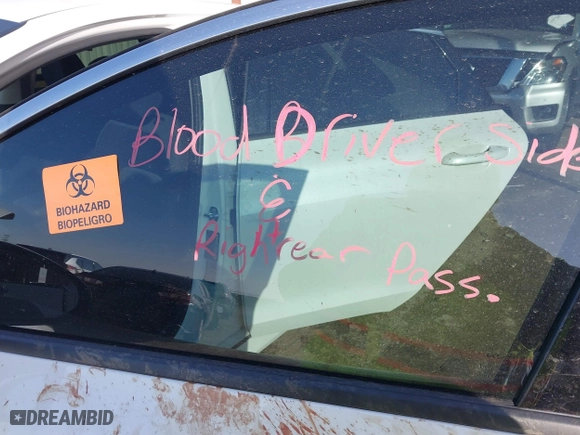 Blood Driver Side
&
Right rear Pass.
BIOHAZARD
BIOPELIGRO
DREAMBID